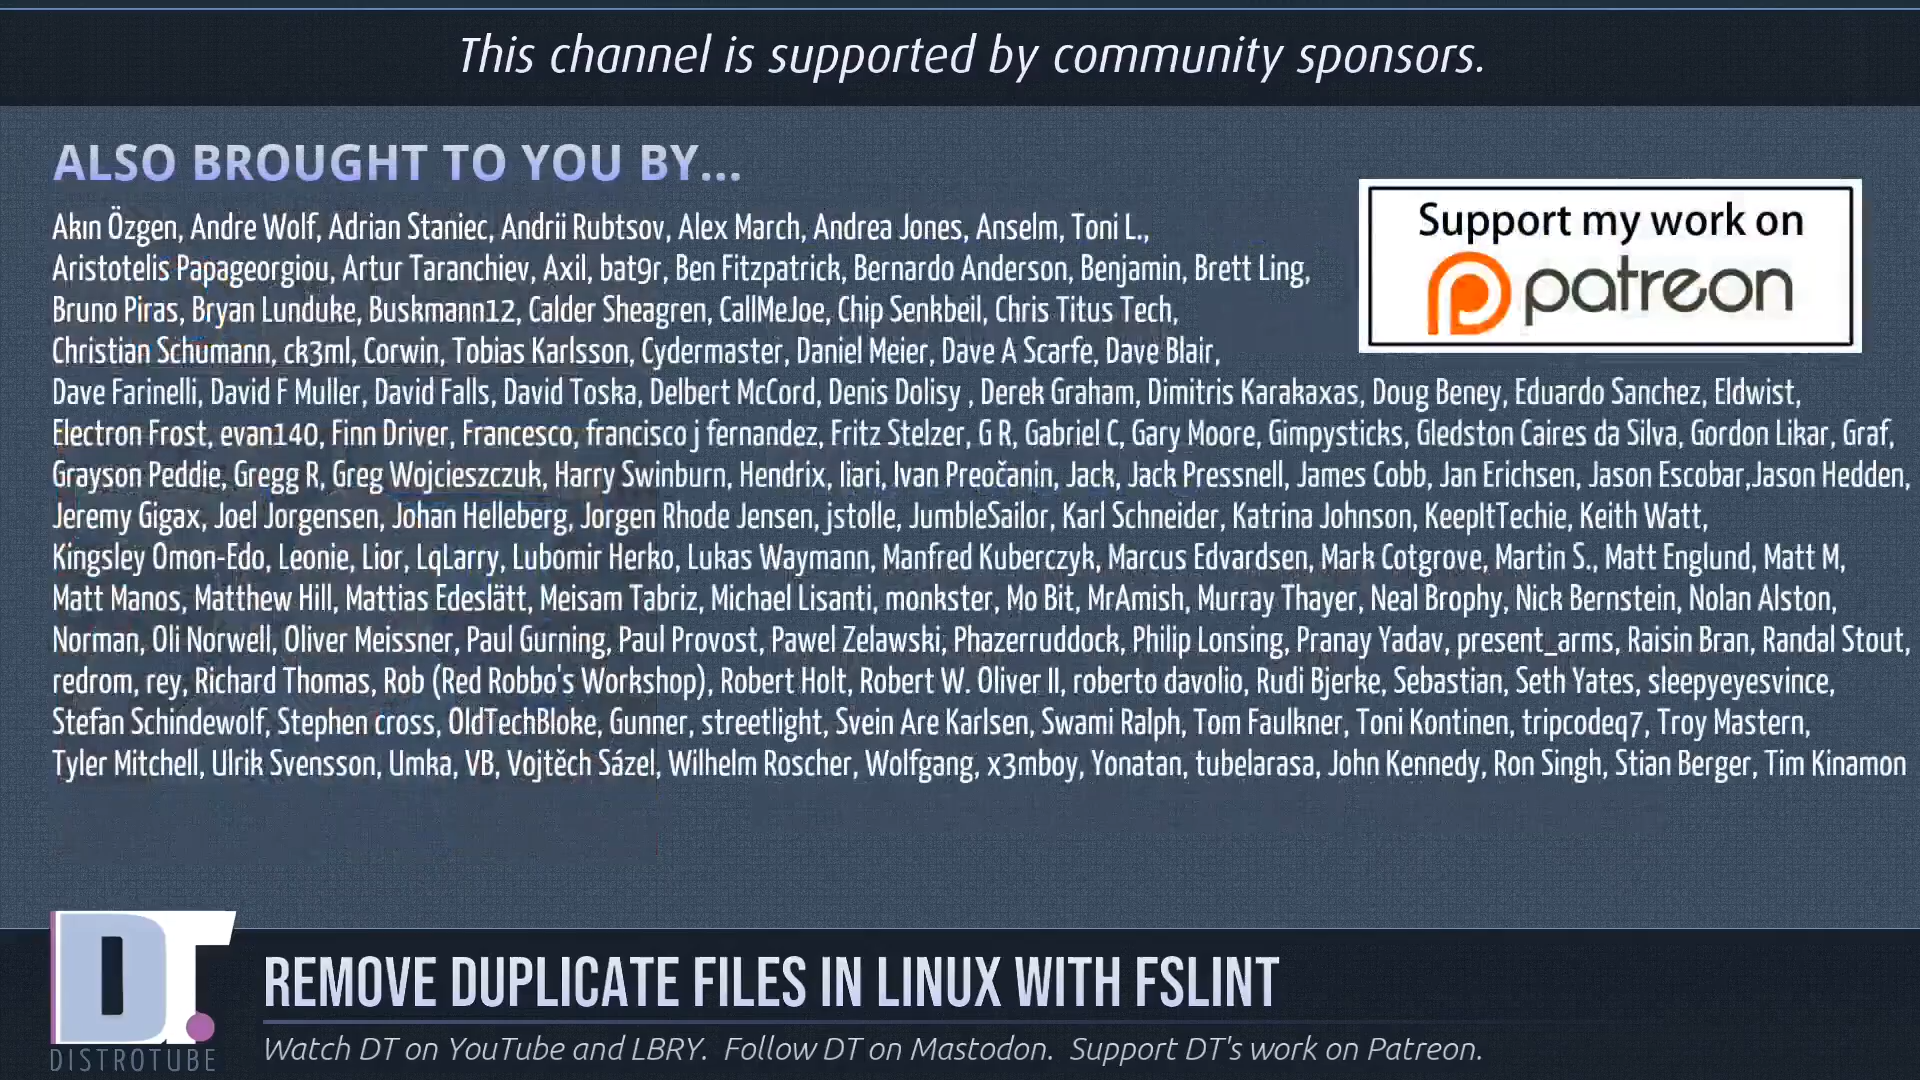 This channel is supported by community sponsors.
ALSO BROUGHT TO YOU BY...
Support my work on
patreon
Akın Özgen, Andre Wolf, Adrian Staniec, Andrii Rubtsov, Alex March, Andrea Jones, Anselm, Toni L.,
Aristotelis Papageorgiou, Artur Taranchiev, Axil, bat9r, Ben Fitzpatrick, Bernardo Anderson, Benjamin, Brett Ling,
Bruno Piras, Bryan Lunduke, Buskmann12, Calder Sheagren, CallMeJoe, Chip Senkbeil, Chris Titus Tech,
Christian Schumann, ck3ml, Corwin, Tobias Karlsson, Cydermaster, Daniel Meier, Dave A Scarfe, Dave Blair,
Dave Farinelli, David F Muller, David Falls, David Toska, Delbert McCord, Denis Dolisy , Derek Graham, Dimitris Karakaxas, Doug Beney, Eduardo Sanchez, Eldwist,
Electron Frost, evan140, Finn Driver, Francesco, francisco j fernandez, Fritz Stelzer, G R, Gabriel C, Gary Moore, Gimpysticks, Gledston Caires da Silva, Gordon Likar, Graf,
Grayson Peddie, Gregg R, Greg Wojcieszczuk, Harry Swinburn, Hendrix, Iiari, Ivan Preočanin, Jack, Jack Pressnell, James Cobb, Jan Erichsen, Jason Escobar,Jason Hedden,
Jeremy Gigax, Joel Jorgensen, Johan Helleberg, Jorgen Rhode Jensen, jstolle, JumbleSailor, Karl Schneider, Katrina Johnson, KeepItTechie, Keith Watt,
Kingsley Omon-Edo, Leonie, Lior, LqLarry, Lubomir Herko, Lukas Waymann, Manfred Kuberczyk, Marcus Edvardsen, Mark Cotgrove, Martin S., Matt Englund, Matt M,
Matt Manos, Matthew Hill, Mattias Edeslätt, Meisam Tabriz, Michael Lisanti, monkster, Mo Bit, MrAmish, Murray Thayer, Neal Brophy, Nick Bernstein, Nolan Alston,
Norman, Oli Norwell, Oliver Meissner, Paul Gurning, Paul Provost, Pawel Zelawski, Phazerruddock, Philip Lonsing, Pranay Yadav, present_arms, Raisin Bran, Randal Stout,
redrom, rey, Richard Thomas, Rob (Red Robbo's Workshop), Robert Holt, Robert W. Oliver II, roberto davolio, Rudi Bjerke, Sebastian, Seth Yates, sleepyeyesvince,
Stefan Schindewolf, Stephen cross, OldTechBloke, Gunner, streetlight, Svein Are Karlsen, Swami Ralph, Tom Faulkner, Toni Kontinen, tripcodeq7, Troy Mastern,
Tyler Mitchell, Ulrik Svensson, Umka, VB, Vojtěch Sázel, Wilhelm Roscher, Wolfgang, x3mboy, Yonatan, tubelarasa, John Kennedy, Ron Singh, Stian Berger, Tim Kinamon
DT
DISTROTUBE
REMOVE DUPLICATE FILES IN LINUX WITH FSLINT
Watch DT on YouTube and LBRY. Follow DT on Mastodon. Support DT's work on Patreon.